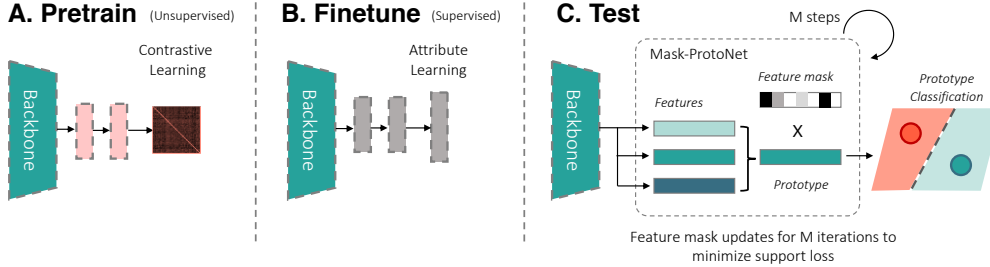 A. Pretrain (Unsupervised)
Contrastive
Learning
Backbone
B. Finetune (Supervised)
Attribute
Learning
Backbone
C. Test
M steps
Mask-ProtoNet
Feature mask
Features
X
Prototype
Backbone
Prototype
Classification
Feature mask updates for M iterations to
minimize support loss